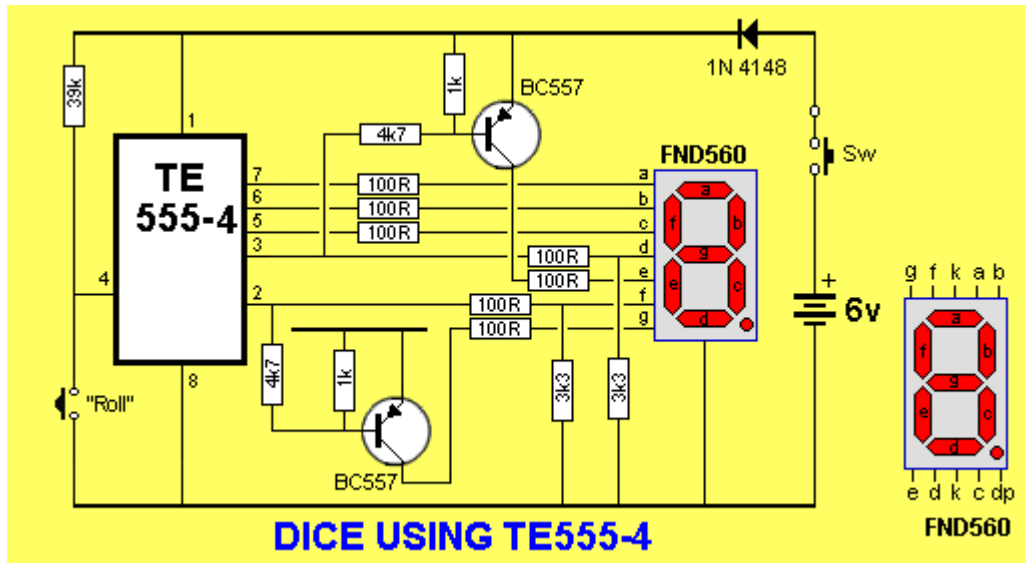 1N 4148
39k
1
1k
BC557
4k7
Sw
FND560
TE
555-4
7
100R
a
6
100R
b
5
100R
c
3
d
100R
e
100R
4
2
f
100R
g
100R
a
f
b
g
e
c
d
+
6v
g f k a b
a
f
b
g
e
c
d
e d k c dp
FND560
8
"Roll"
4k7
1k
3k3
3k3
BC557
DICE USING TE555-4